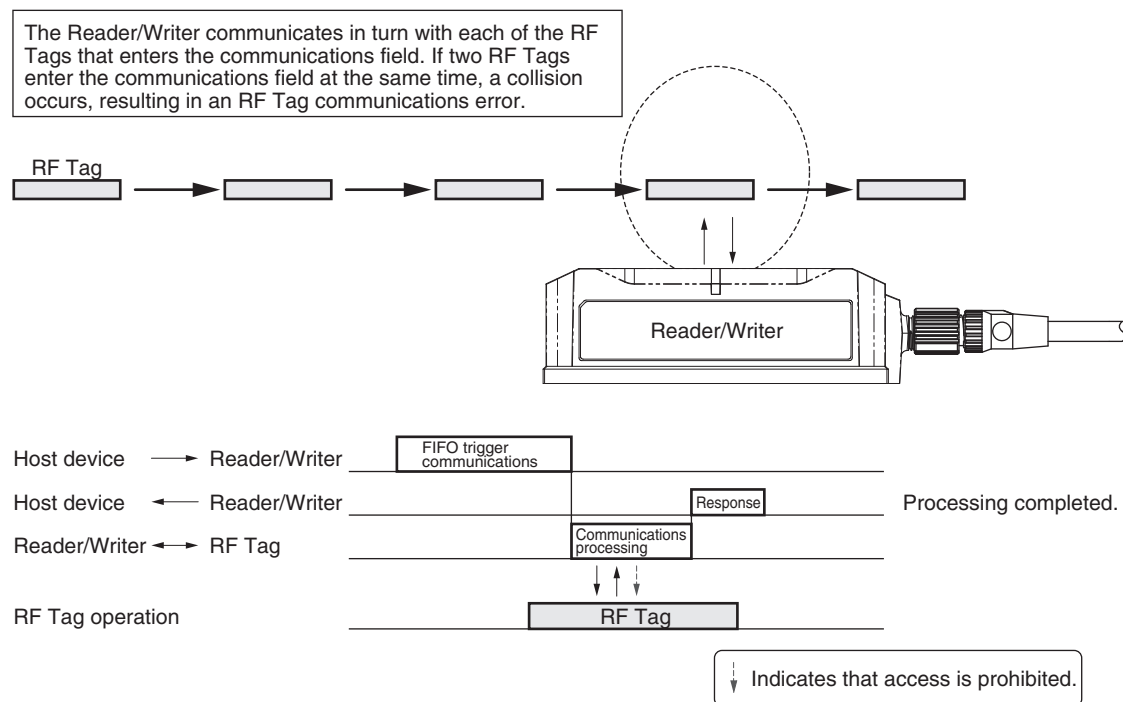 The Reader/Writer communicates in turn with each of the RF
Tags that enters the communications field. If two RF Tags
enter the communications field at the same time, a collision
occurs, resulting in an RF Tag communications error.
RF Tag
Reader/Writer
FIFO trigger
communications
Host device Reader/Writer
Response
Host device Reader/Writer
Processing completed.
Communications
processing
Reader/Writer RF Tag
RF Tag operation
RF Tag
Indicates that access is prohibited.